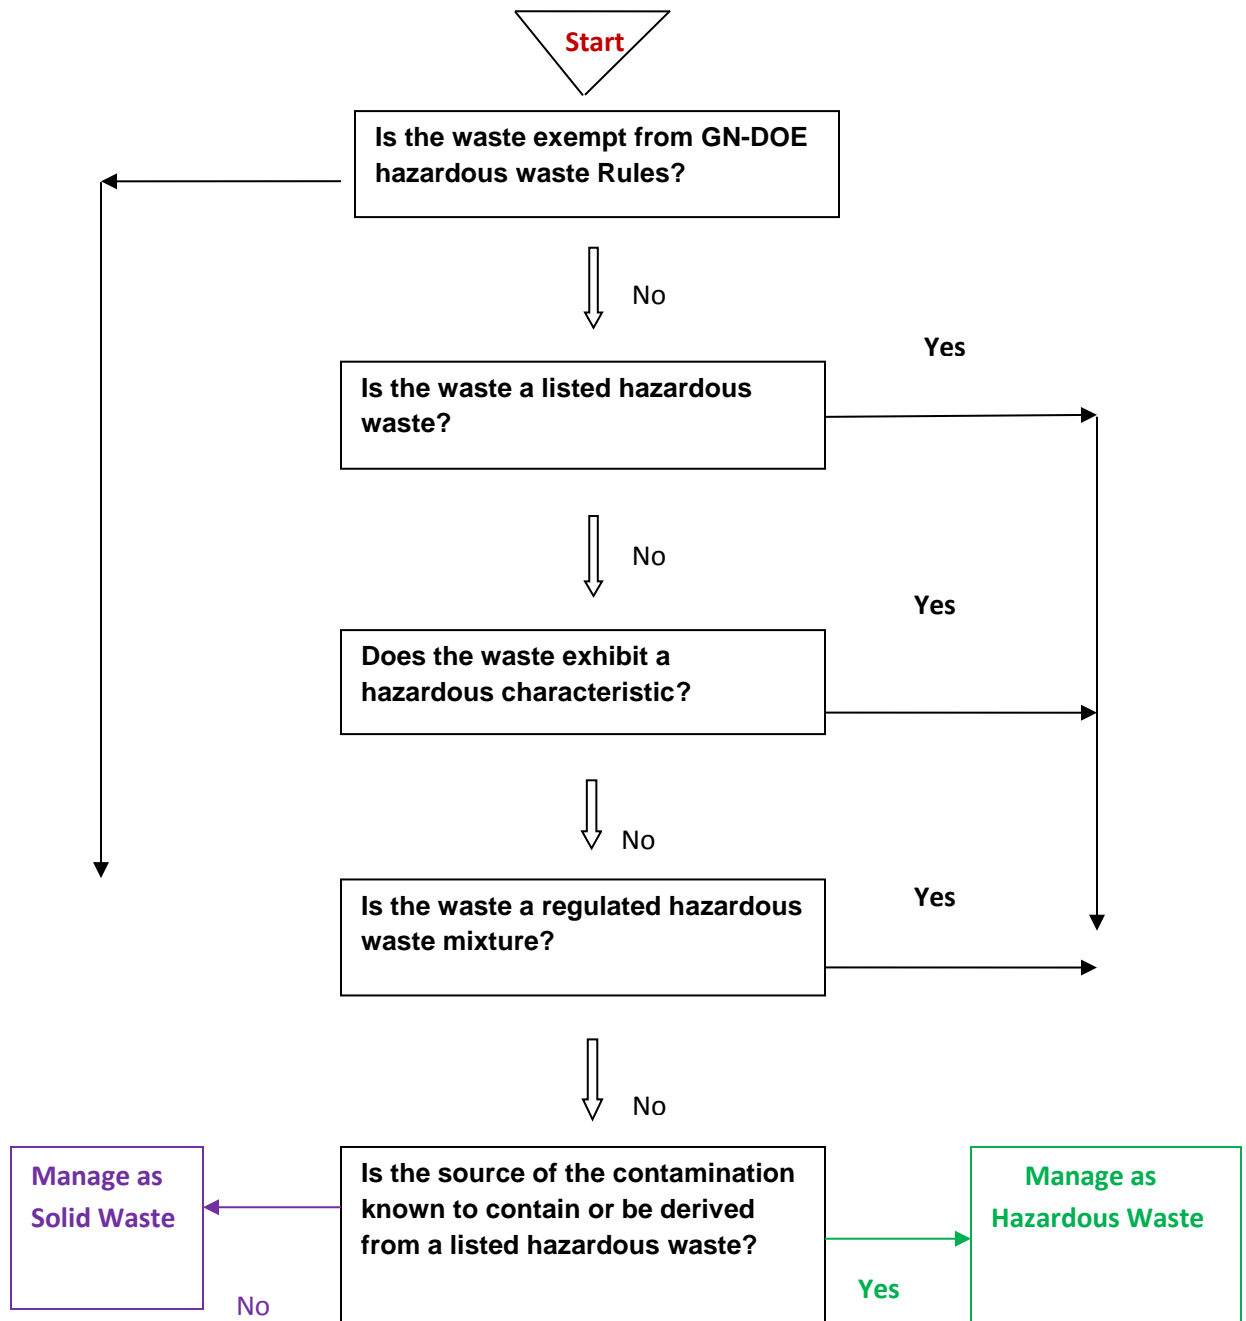 Start
Is the waste exempt from GN-DOE
hazardous waste Rules?
No
Yes
Is the waste a listed hazardous
waste?
No
Yes
Does the waste exhibit a
hazardous characteristic?
No
Yes
Is the waste a regulated hazardous
waste mixture?
No
Manage as
Solid Waste
No
Is the source of the contamination
known to contain or be derived
from a listed hazardous waste?
Yes
Manage as
Hazardous Waste